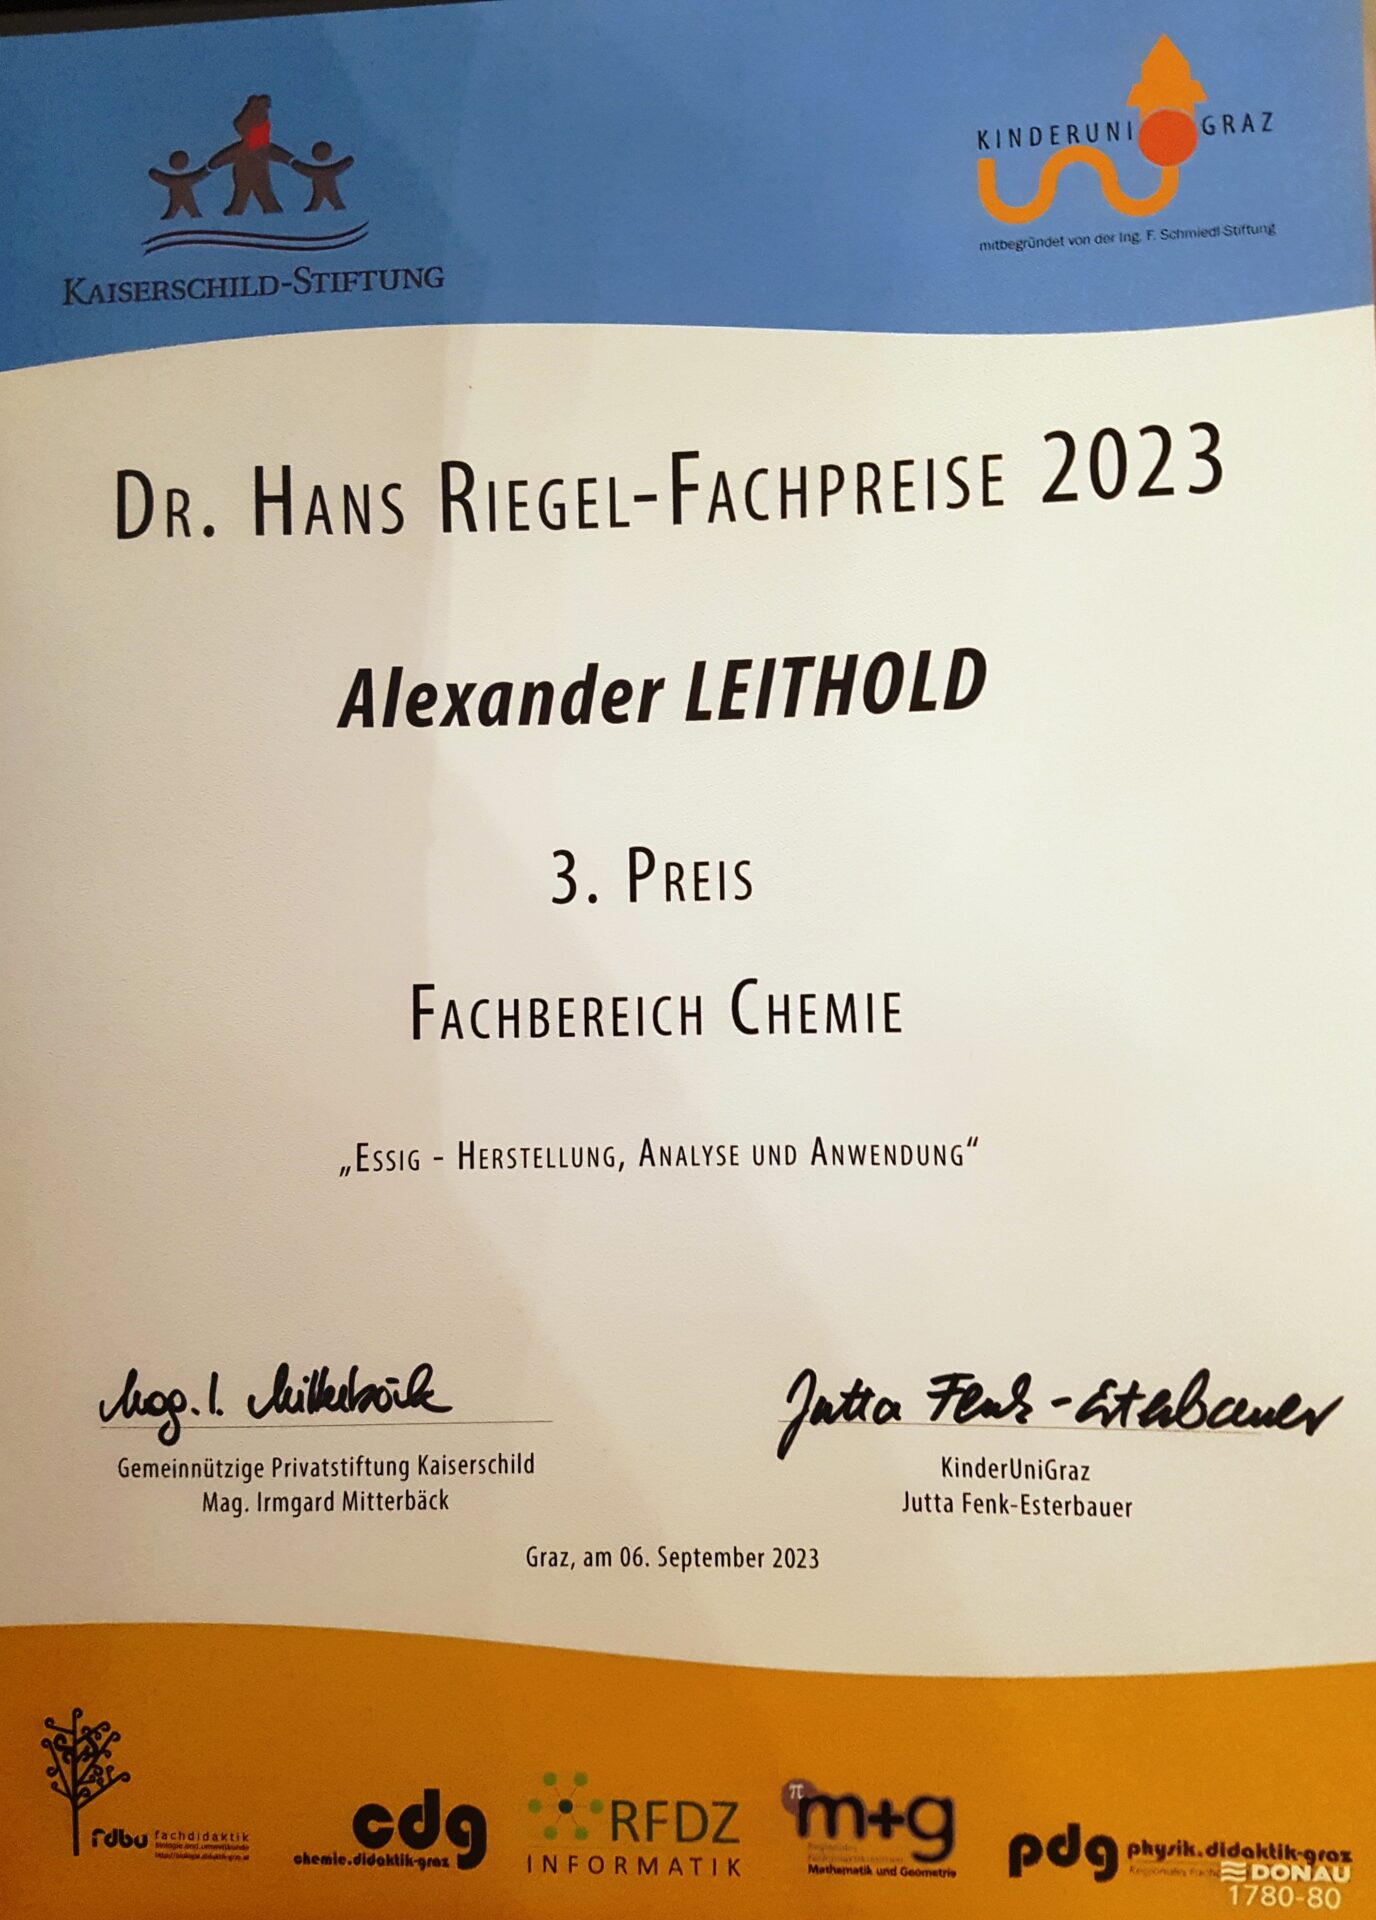 KINDERUNI GRAZ
mitbegründet von der Ing. F. Schmiedl Stiftung
KAISERSCHILD-STIFTUNG
DR. HANS RIEGEL-FACHPREISE 2023
Alexander LEITHOLD
3. PREIS
FACHBEREICH CHEMIE
„ESSIG - HERSTELLUNG, ANALYSE UND ANWENDUNG“
Mag. I. Mitterbäck
Jutta Fenk-Esterbauer
Gemeinnützige Privatstiftung Kaiserschild
Mag. Irmgard Mitterbäck
KinderUniGraz
Jutta Fenk-Esterbauer
Graz, am 06. September 2023
rdbu fachdidaktik
cdg
chemie.didaktik-graz
RFDZ
INFORMATIK
π
m+g
Mathematik und Geometrie
pdg physik.didaktik-graz
DONAU
1780-80